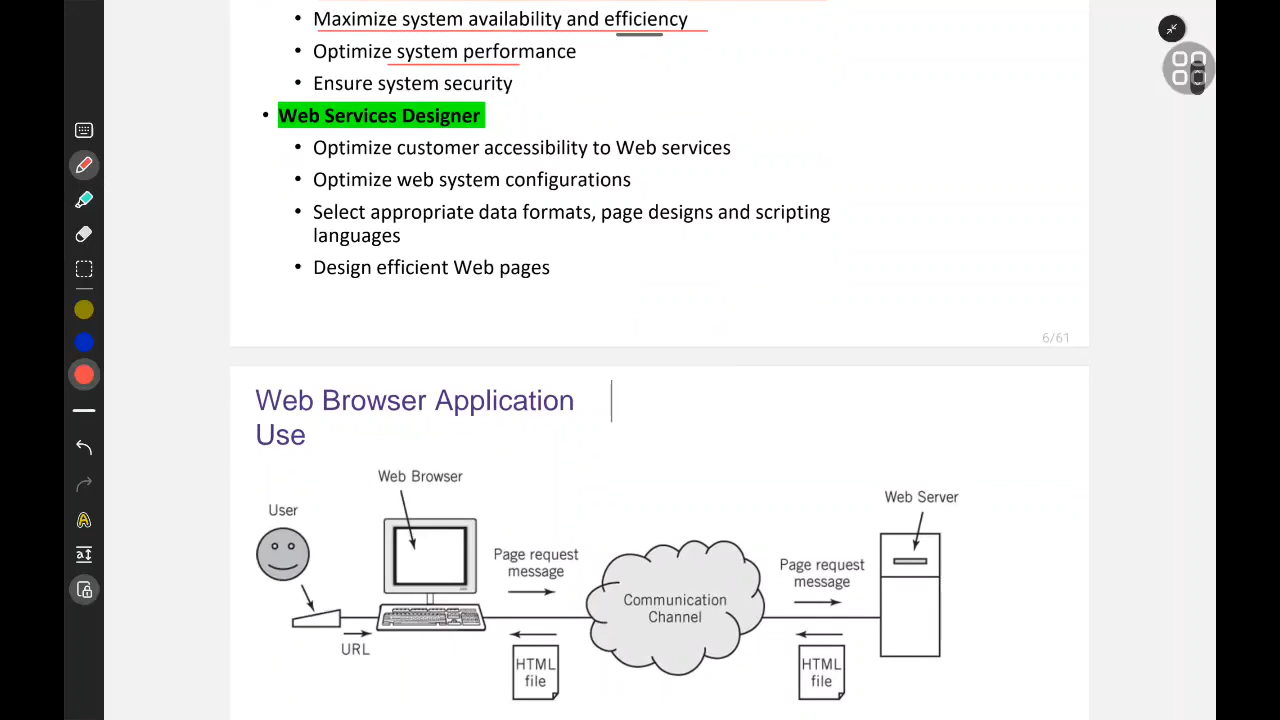 • Maximize system availability and efficiency
• Optimize system performance
• Ensure system security
• Web Services Designer
• Optimize customer accessibility to Web services
• Optimize web system configurations
• Select appropriate data formats, page designs and scripting
languages
• Design efficient Web pages
6/61
Web Browser Application
Use
Web Browser
User
Web Server
Page request
message
Page request
message
Communication
Channel
URL
HTML
file
HTML
file